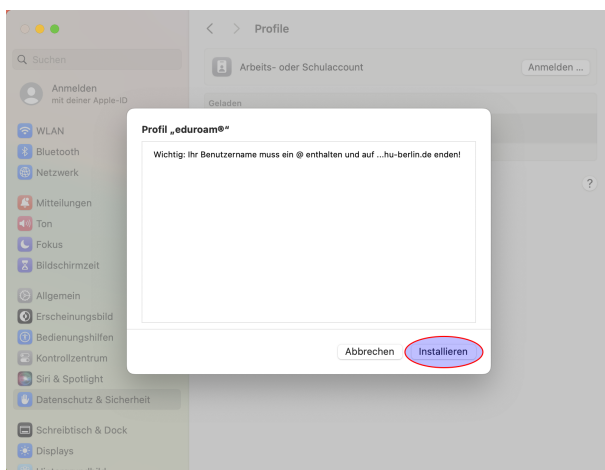 Profile
Suchen
Arbeits- oder Schulaccount
Anmelden ...
Anmelden
mit deiner Apple-ID
Geladen
Profil „eduroam®“
Wichtig: Ihr Benutzername muss ein @ enthalten und auf ...hu-berlin.de enden!
Abbrechen
Installieren
?
WLAN
Bluetooth
Netzwerk
Mitteilungen
Ton
Fokus
Bildschirmzeit
Allgemein
Erscheinungsbild
Bedienungshilfen
Kontrollzentrum
Siri & Spotlight
Datenschutz & Sicherheit
Schreibtisch & Dock
Displays